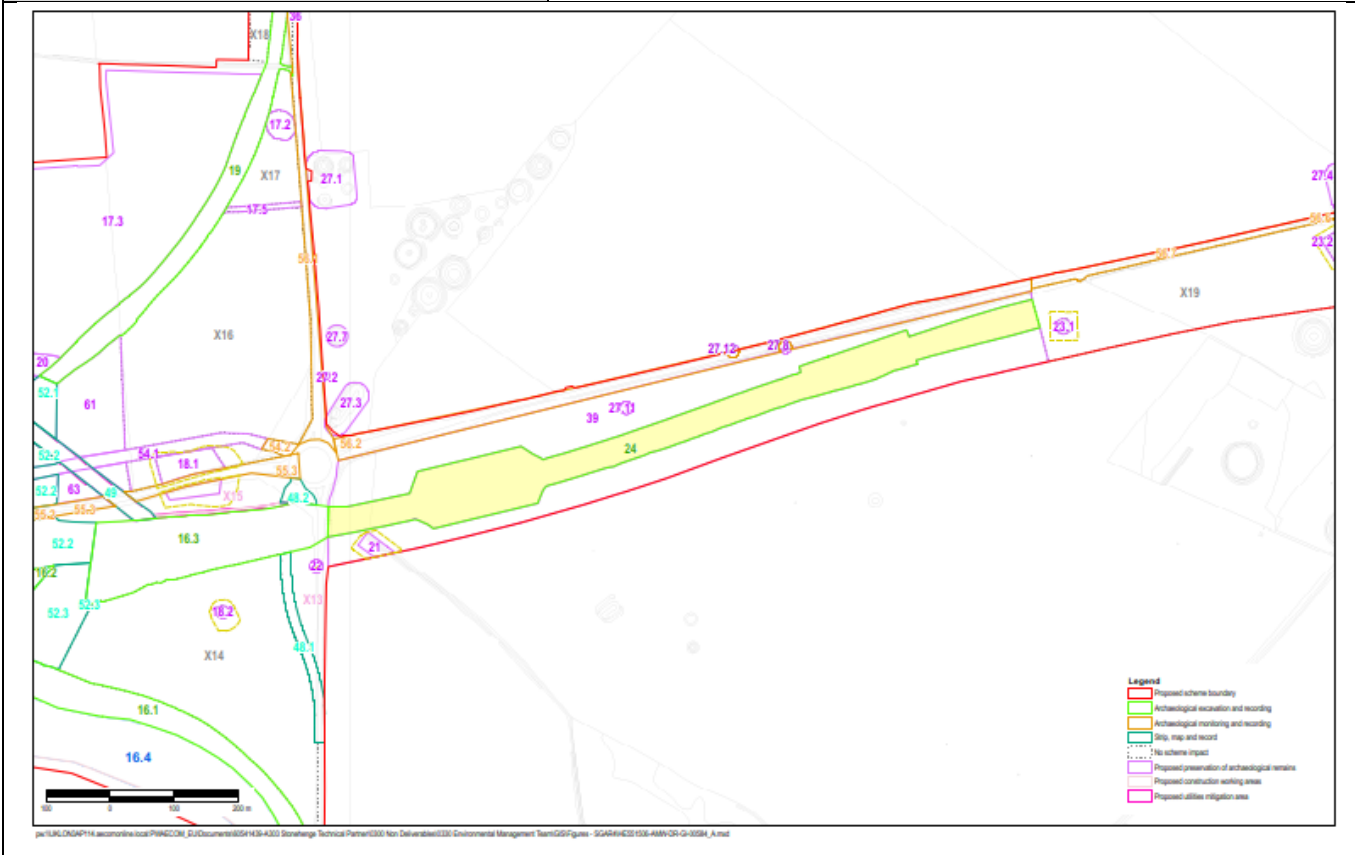 36
X18
17.2
19
X17
27.1
27.4
17.5
17.3
56.6
23.2
56.1
56.7
X19
X16
27.7
23.1
27.12
27.8
20
27.2
52.1
61
27.3
27.11
39
54.2
56.2
24
54.1
18.1
52.2
55.3
52.2
63
49
X15
48.2
55.2
55.3
16.3
52.2
21
16.2
22
52.3
52.3
X13
18.2
X14
16.1
16.4
100 0 100 200 m
Legend
Proposed scheme boundary
Archaeological excavation and recording
Archaeological monitoring and recording
Strip, map and record
No scheme impact
Proposed preservation of archaeological remains
Proposed construction working areas
Proposed utilities mitigation area